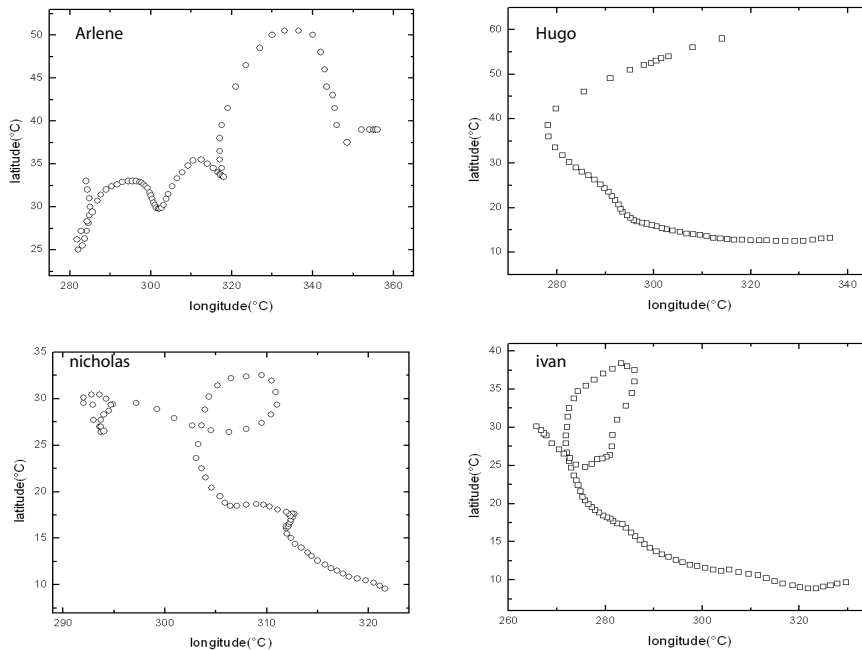 Arlene
50
45
40
35
30
25
latitude(°C)
280 300 320 340 360
longitude(°C)
Hugo
60
50
40
30
20
10
latitude(°C)
280 300 320 340
longitude(°C)
nicholas
35
30
25
20
15
10
latitude(°C)
290 300 310 320
longitude(°C)
ivan
40
35
30
25
20
15
10
latitude(°C)
260 280 300 320
longitude(°C)